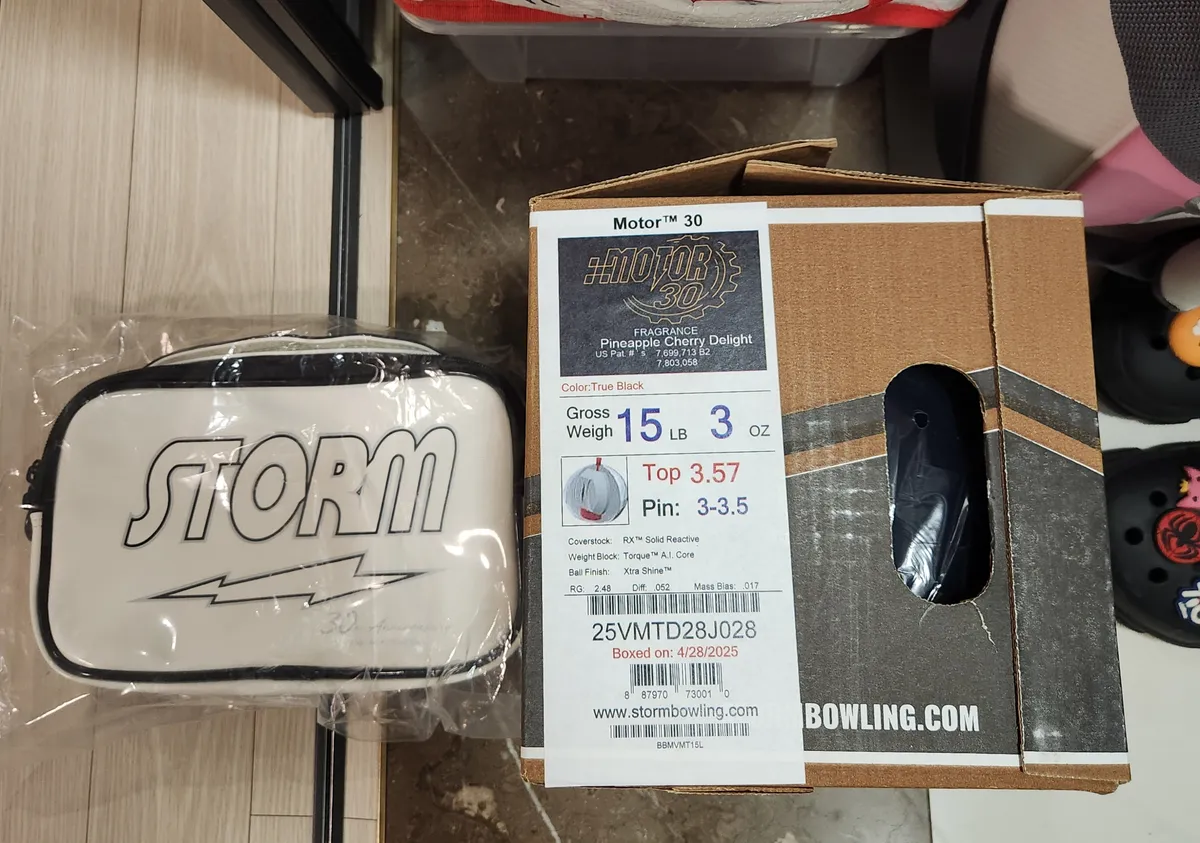 STORM
30th Anniversary
Motor™ 30
MOTOR
30
FRAGRANCE
Pineapple Cherry Delight
US Pat. # 's 7,699,713 B2
7,803,058
Color:True Black
Gross
Weigh 15 LB 3 OZ
Top 3.57
Pin: 3-3.5
Coverstock: RX™ Solid Reactive
Weight Block: Torque™ A.I. Core
Ball Finish: Xtra Shine™
RG: 2.48 Diff: .052 Mass Bias: .017
25VMTD28J028
Boxed on: 4/28/2025
8 87970 73001 0
www.stormbowling.com
BBMVMT15L
MBOWLING.COM